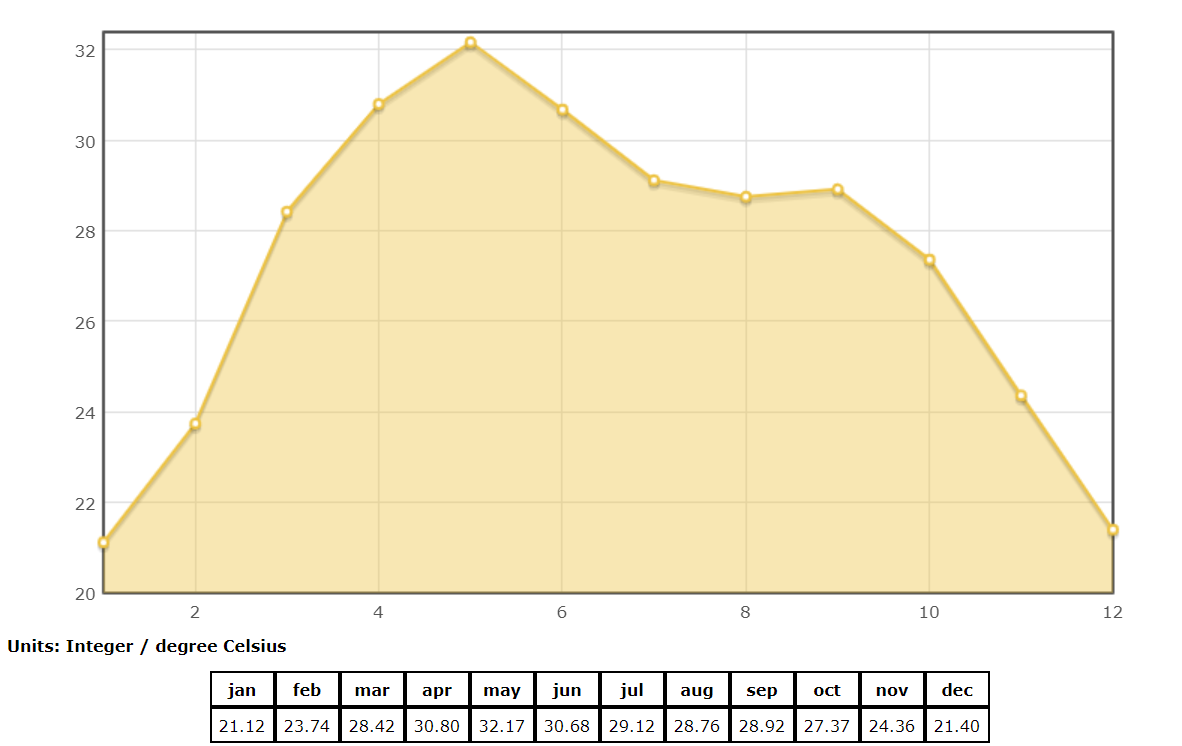 32
30
28
26
24
22
20
2 4 6 8 10 12
Units: Integer / degree Celsius
jan feb mar apr may jun jul aug sep oct nov dec
21.12 23.74 28.42 30.80 32.17 30.68 29.12 28.76 28.92 27.37 24.36 21.40